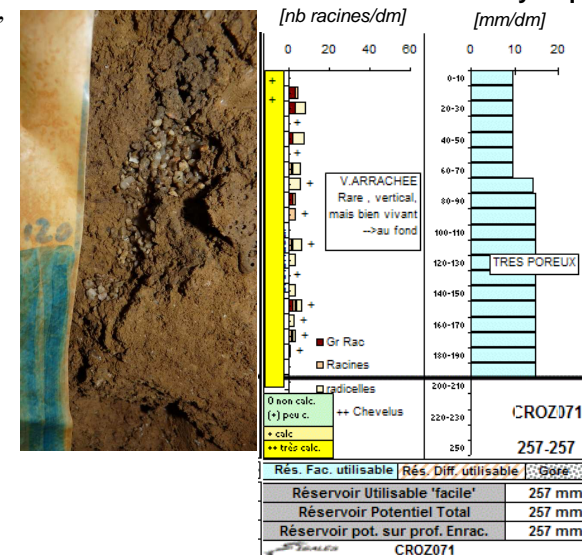 [nb racines/dm] [mm/dm]
0 20 40 60 0 10 20
0-10
20-30
40-50
60-70
80-90
100-110
120-130
140-150
160-170
180-190
200-210
220-230
250
+
+
V.ARRACHEE
Rare , vertical,
mais bien vivant
-->au fond
TRES POREUX
Gr Rac
Racines
radicelles
++ Chevelus
0 non calc.
(+) peu c.
+ calc
++ très calc.
CROZ071
257-257
120
Rés. Fac. utilisable Rés. Diff. utilisable Gore
Réservoir Utilisable 'facile' 257 mm
Réservoir Potentiel Total 257 mm
Réservoir pot. sur prof. Enrac. 257 mm
SIGALES CROZ071